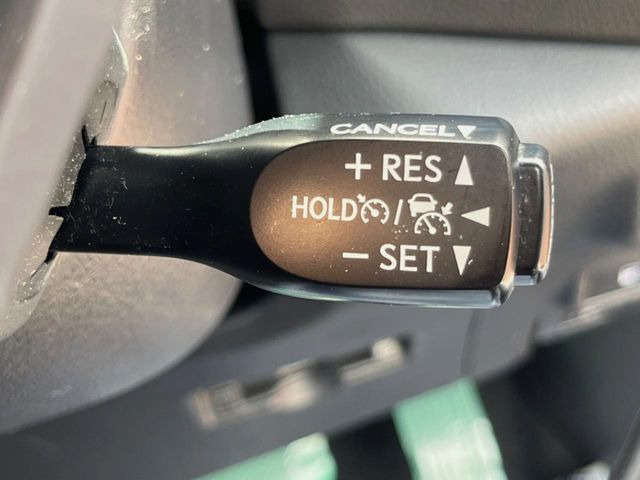 CANCEL
+ RES
HOLD /
− SET